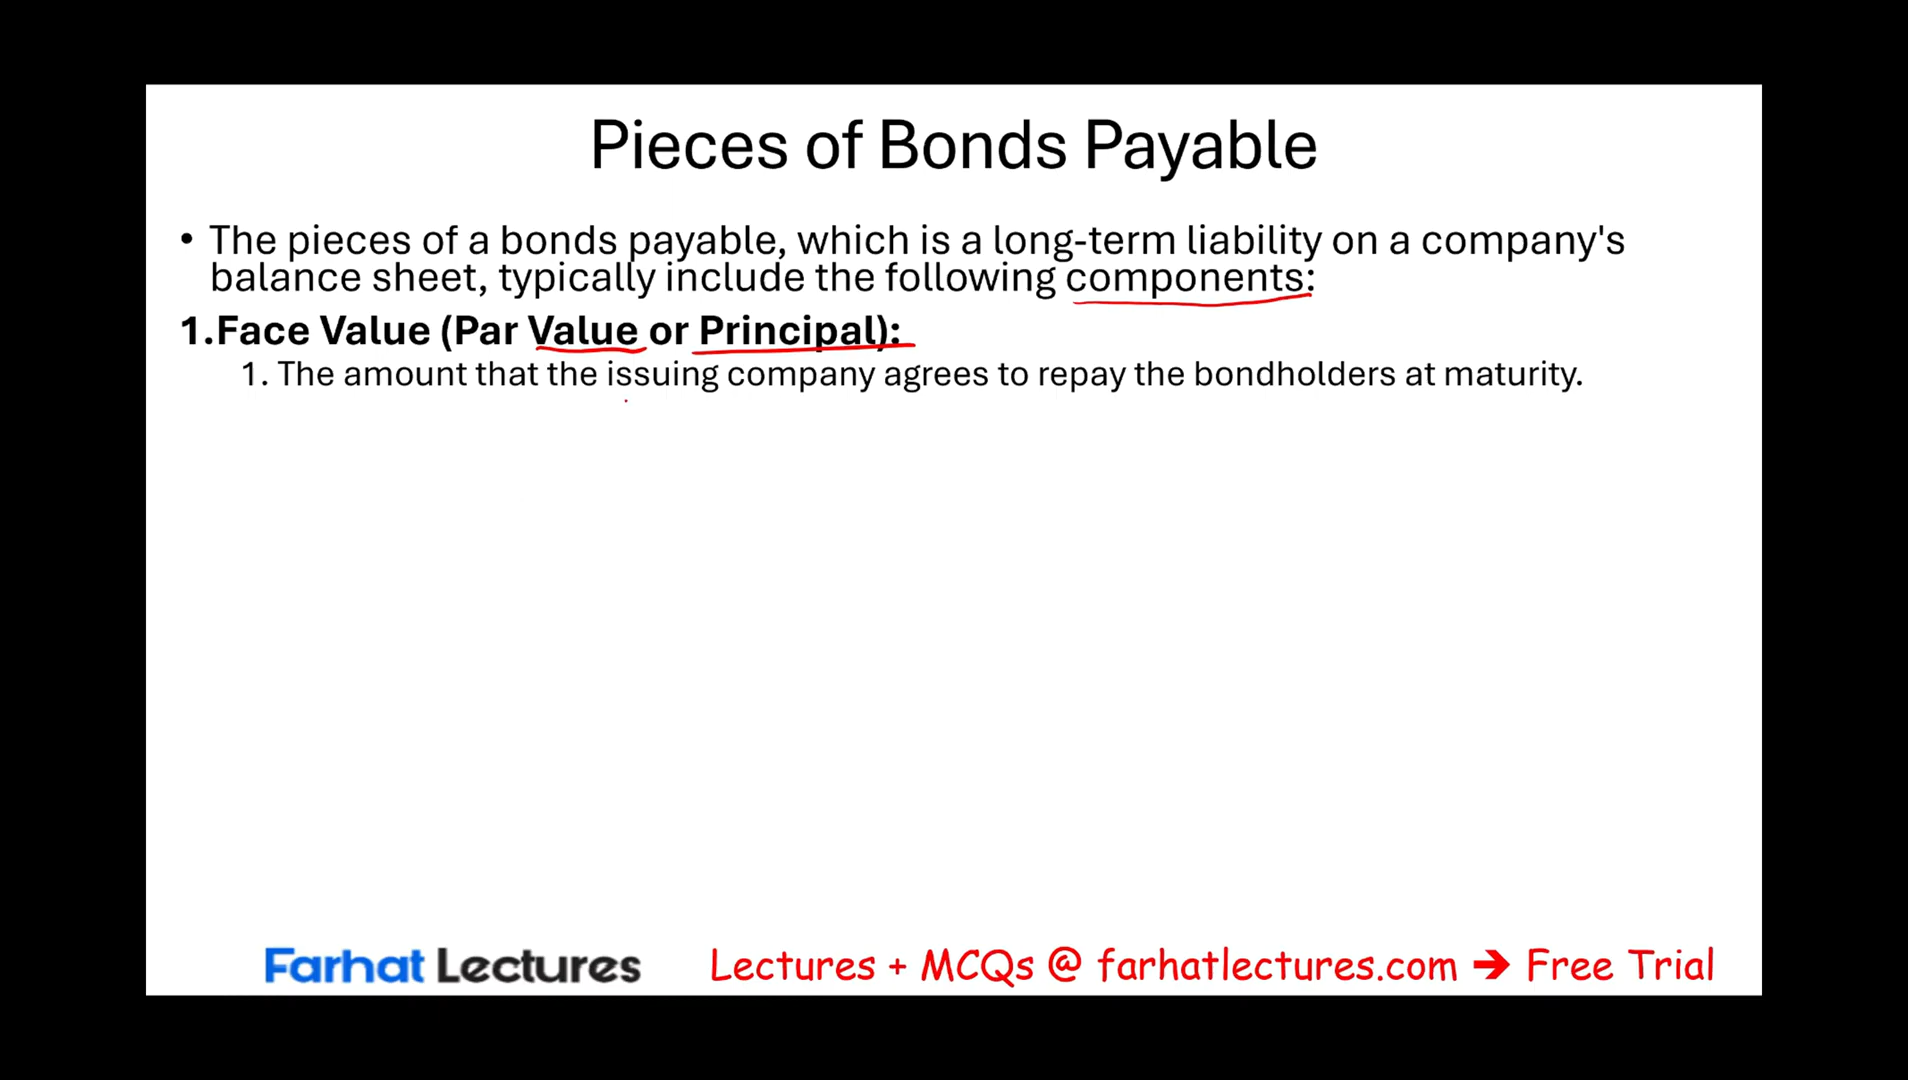 Pieces of Bonds Payable
• The pieces of a bonds payable, which is a long-term liability on a company's
balance sheet, typically include the following components:
1.Face Value (Par Value or Principal):
1. The amount that the issuing company agrees to repay the bondholders at maturity.
Farhat Lectures
Lectures + MCQs @ farhatlectures.com ➔ Free Trial